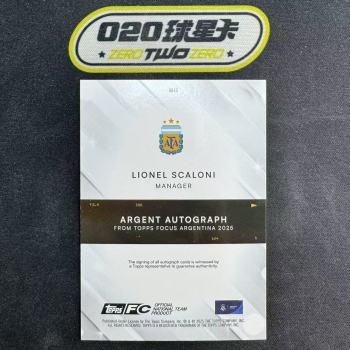 020球星卡
ZERO TWO ZERO
AFA
LIONEL SCALONI
MANAGER
ARGENT AUTOGRAPH
FROM TOPPS FOCUS ARGENTINA 2025
The signing of all autograph cards is witnessed by
a Topps representative to guarantee authenticity.
TOPPS FC OFFICIAL
NATIONAL TEAM
PRODUCT